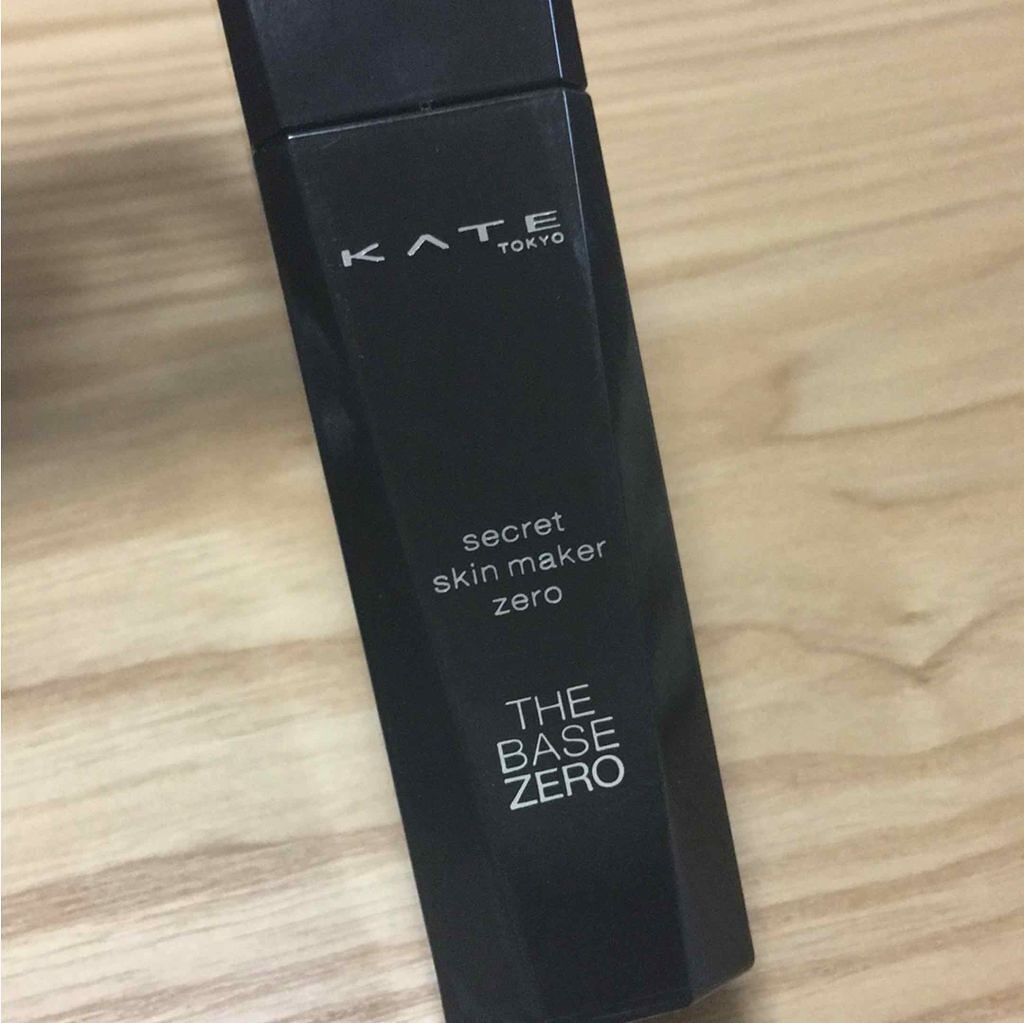 KATE
TOKYO
secret
skin maker
zero
THE
BASE
ZERO